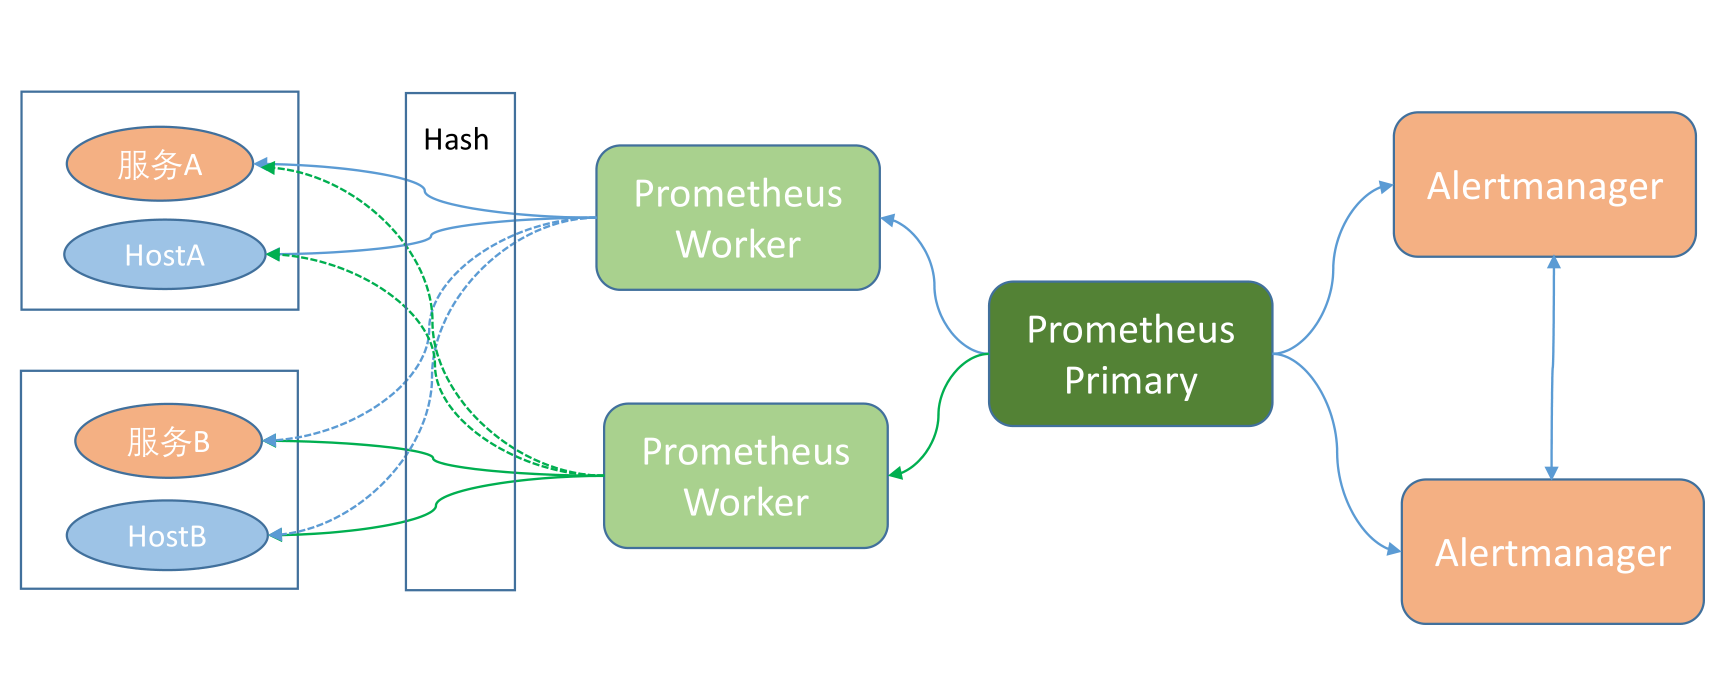 服务A
HostA
服务B
HostB
Hash
Prometheus
Worker
Prometheus
Worker
Prometheus
Primary
Alertmanager
Alertmanager